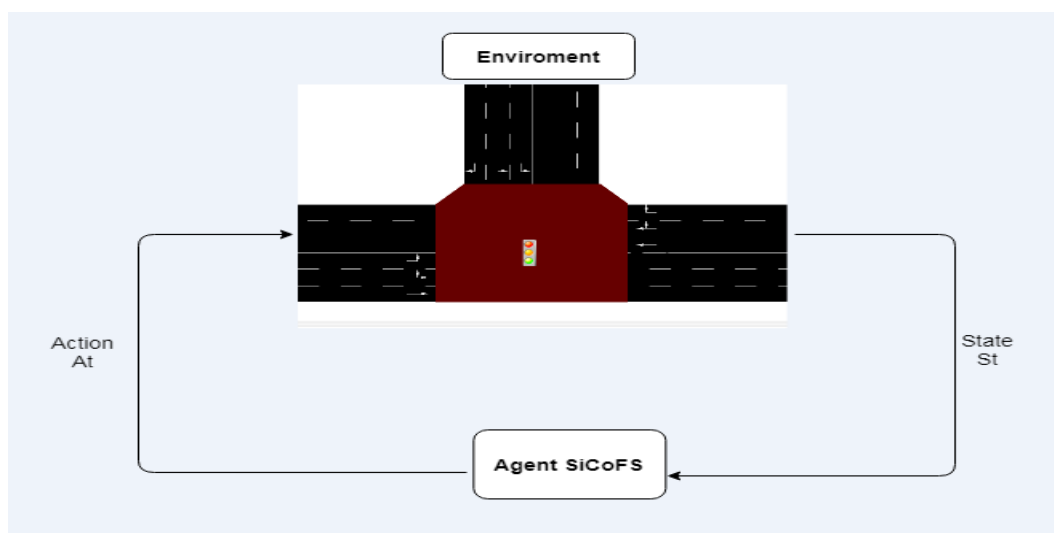 Enviroment
Action
At
State
St
Agent SiCoFS